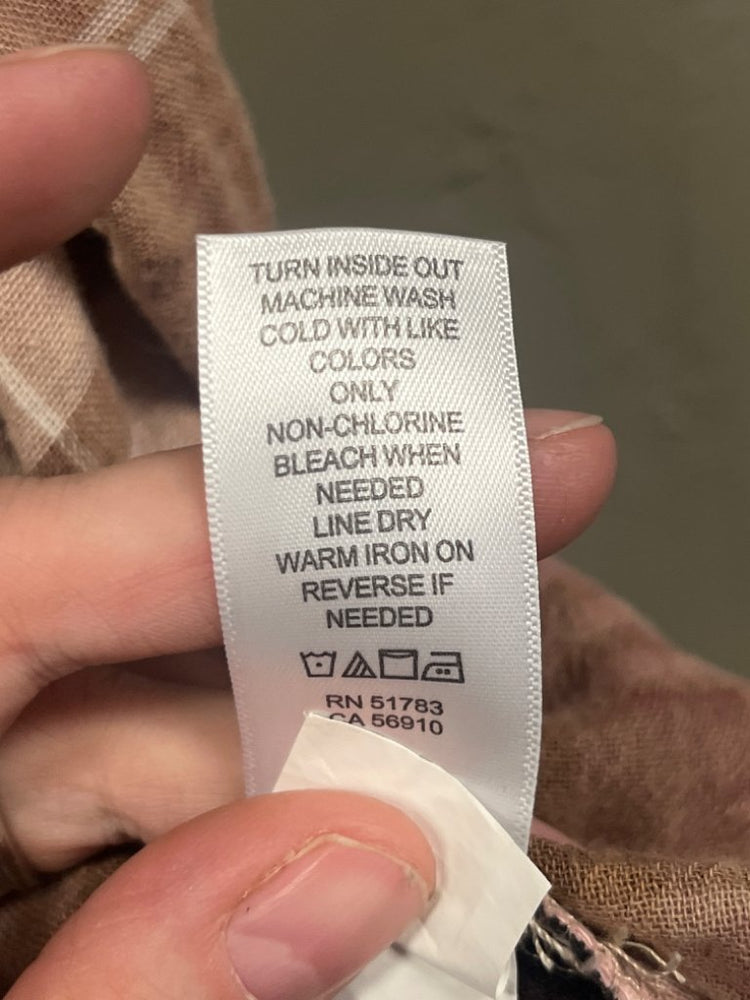 TURN INSIDE OUT
MACHINE WASH
COLD WITH LIKE
COLORS
ONLY
NON-CHLORINE
BLEACH WHEN
NEEDED
LINE DRY
WARM IRON ON
REVERSE IF
NEEDED
RN 51783
CA 56910